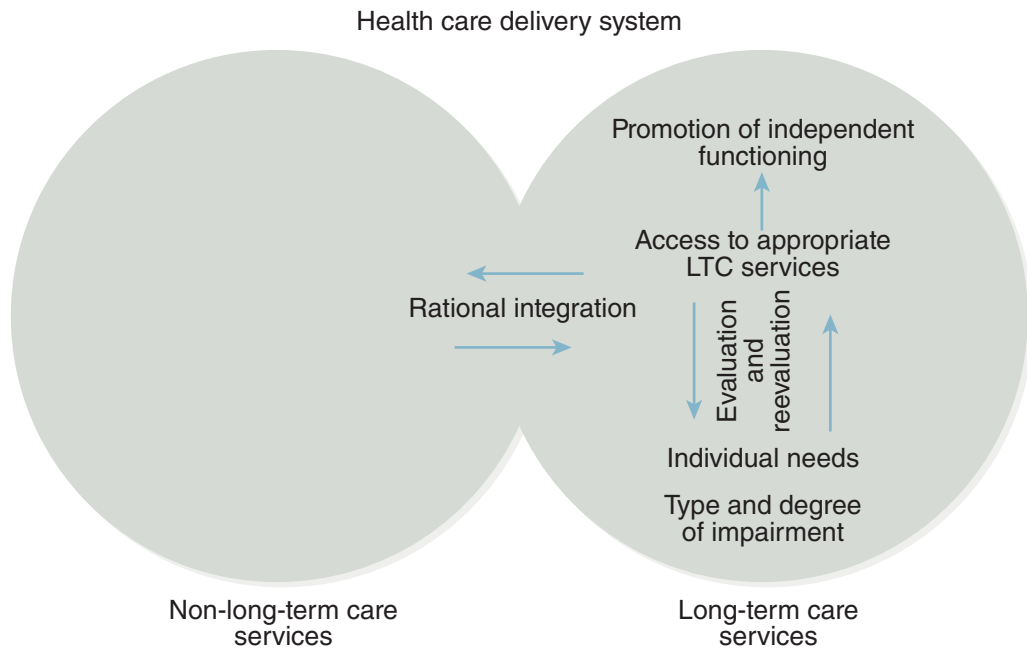 Health care delivery system
Promotion of independent
functioning
Access to appropriate
LTC services
Rational integration
Evaluation
and
reevaluation
Individual needs
Type and degree
of impairment
Non-long-term care
services
Long-term care
services